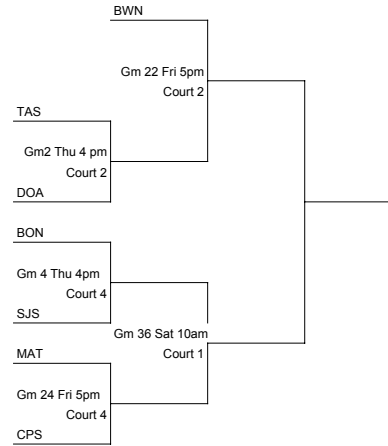 BWN
Gm 22 Fri 5pm
Court 2
TAS
Gm2 Thu 4 pm
Court 2
DOA
BON
Gm 4 Thu 4pm
Court 4
SJS
Gm 36 Sat 10am
Court 1
MAT
Gm 24 Fri 5pm
Court 4
CPS